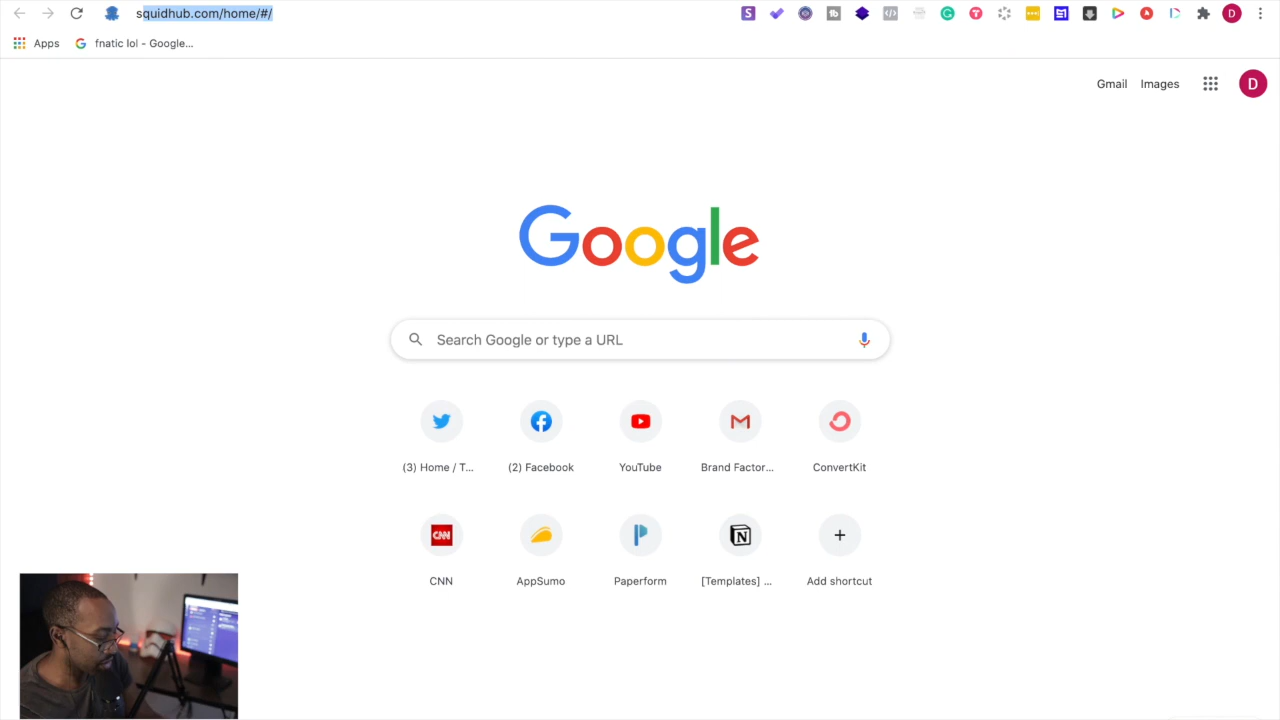 squidhub.com/home/#/
Apps
fnatic lol - Google...
Gmail
Images
D
Google
Search Google or type a URL
(3) Home / T...
(2) Facebook
YouTube
Brand Factor...
ConvertKit
CNN
CNN
AppSumo
Paperform
[Templates] ...
Add shortcut